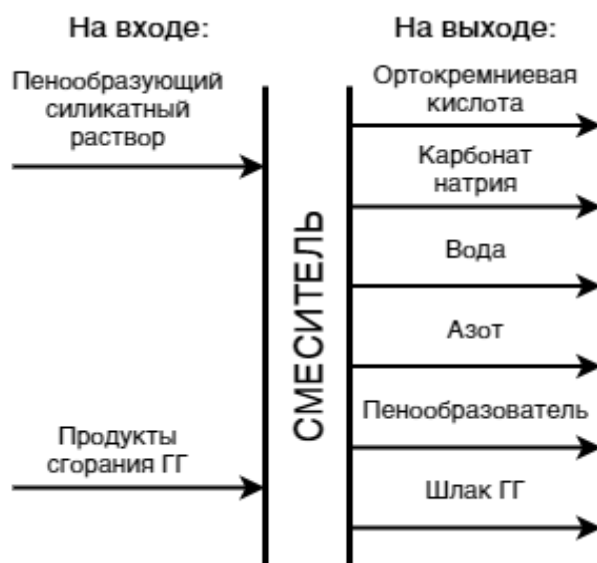 На входе:
Пенообразующий
силикатный
раствор
Продукты
сгорания ГГ
СМЕСИТЕЛЬ
На выходе:
Ортокремниевая
кислота
Карбонат
натрия
Вода
Азот
Пенообразователь
Шлак ГГ